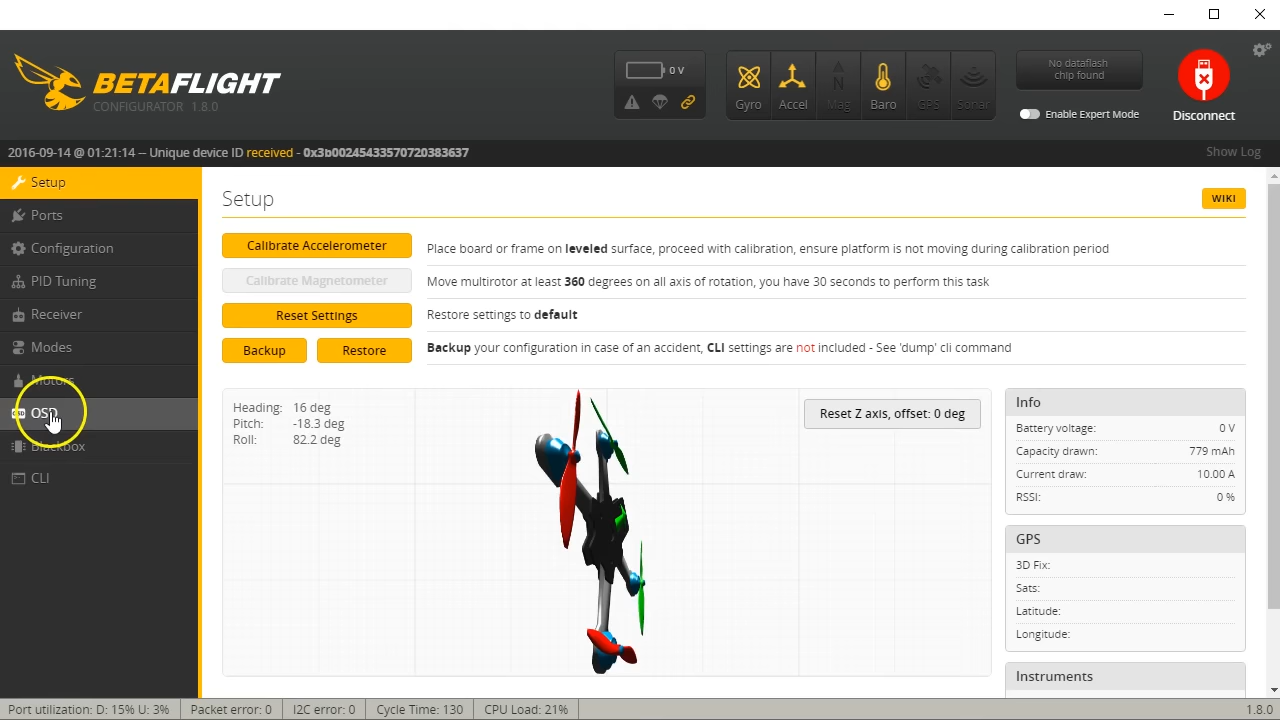 BETAFLIGHT
CONFIGURATOR 1.8.0
0 V
Gyro
Accel
Mag
Baro
GPS
Sonar
No dataflash
chip found
Enable Expert Mode
Disconnect
2016-09-14 @ 01:21:14 -- Unique device ID received - 0x3b00245433570720383637
Show Log
Setup
Ports
Configuration
PID Tuning
Receiver
Modes
Motors
OSD
Blackbox
CLI
Setup
WIKI
Calibrate Accelerometer
Place board or frame on leveled surface, proceed with calibration, ensure platform is not moving during calibration period
Calibrate Magnetometer
Move multirotor at least 360 degrees on all axis of rotation, you have 30 seconds to perform this task
Reset Settings
Restore settings to default
Backup
Restore
Backup your configuration in case of an accident, CLI settings are not included - See 'dump' cli command
Heading: 16 deg
Pitch: -18.3 deg
Roll: 82.2 deg
Reset Z axis, offset: 0 deg
Info
Battery voltage: 0 V
Capacity drawn: 779 mAh
Current draw: 10.00 A
RSSI: 0 %
GPS
3D Fix:
Sats:
Latitude:
Longitude:
Instruments
Port utilization: D: 15% U: 3%
Packet error: 0
I2C error: 0
Cycle Time: 130
CPU Load: 21%
1.8.0